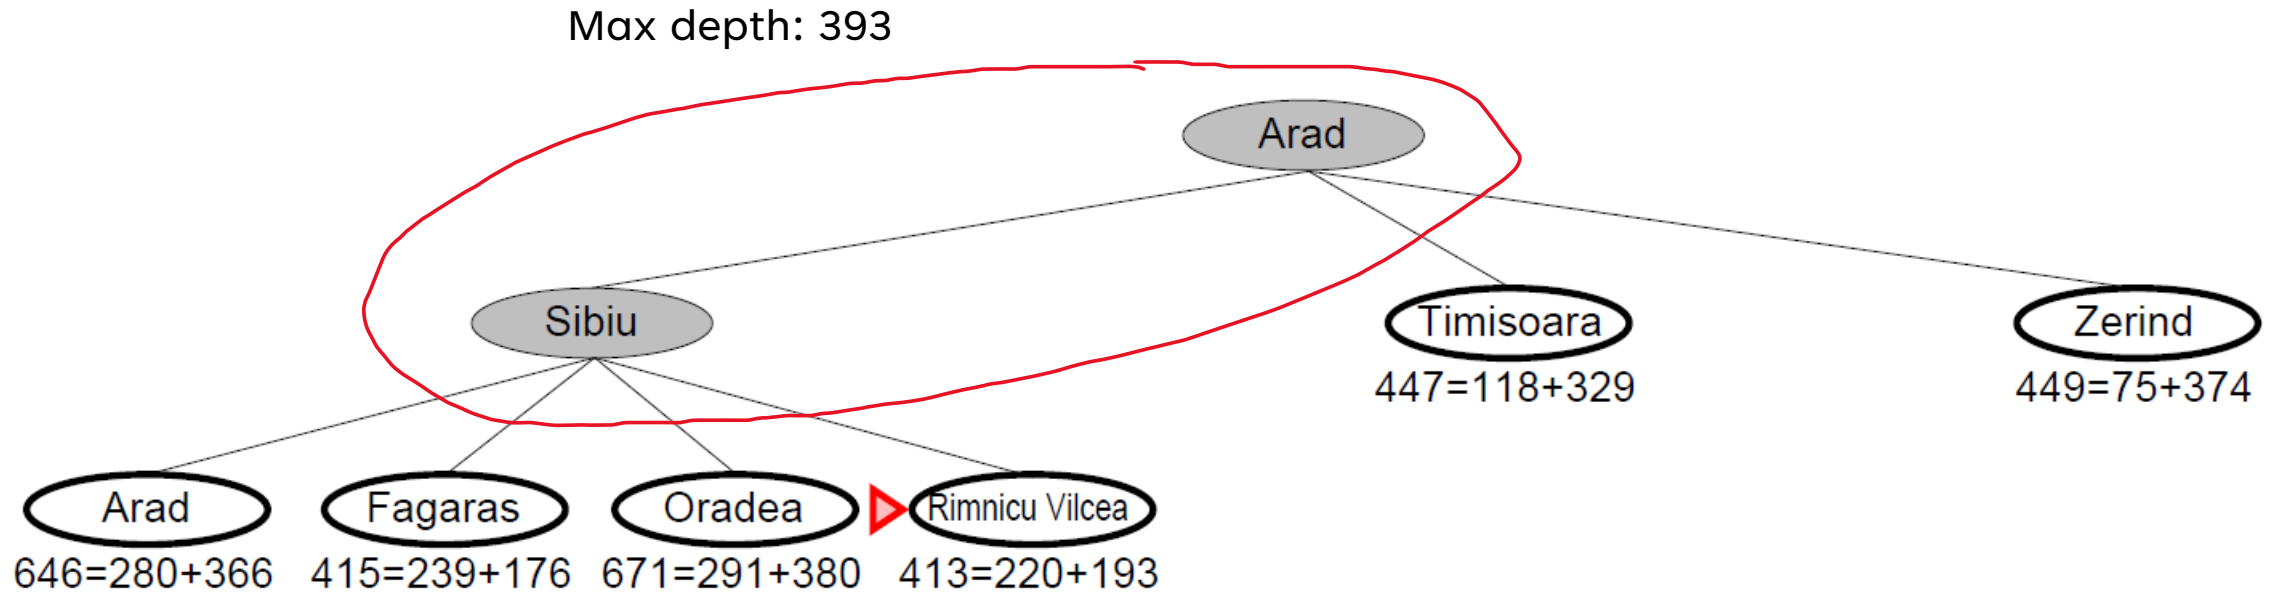 Max depth: 393
Arad
Sibiu
Timisoara
Zerind
447=118+329
449=75+374
Arad
Fagaras
Oradea
Rimnicu Vilcea
646=280+366
415=239+176
671=291+380
413=220+193